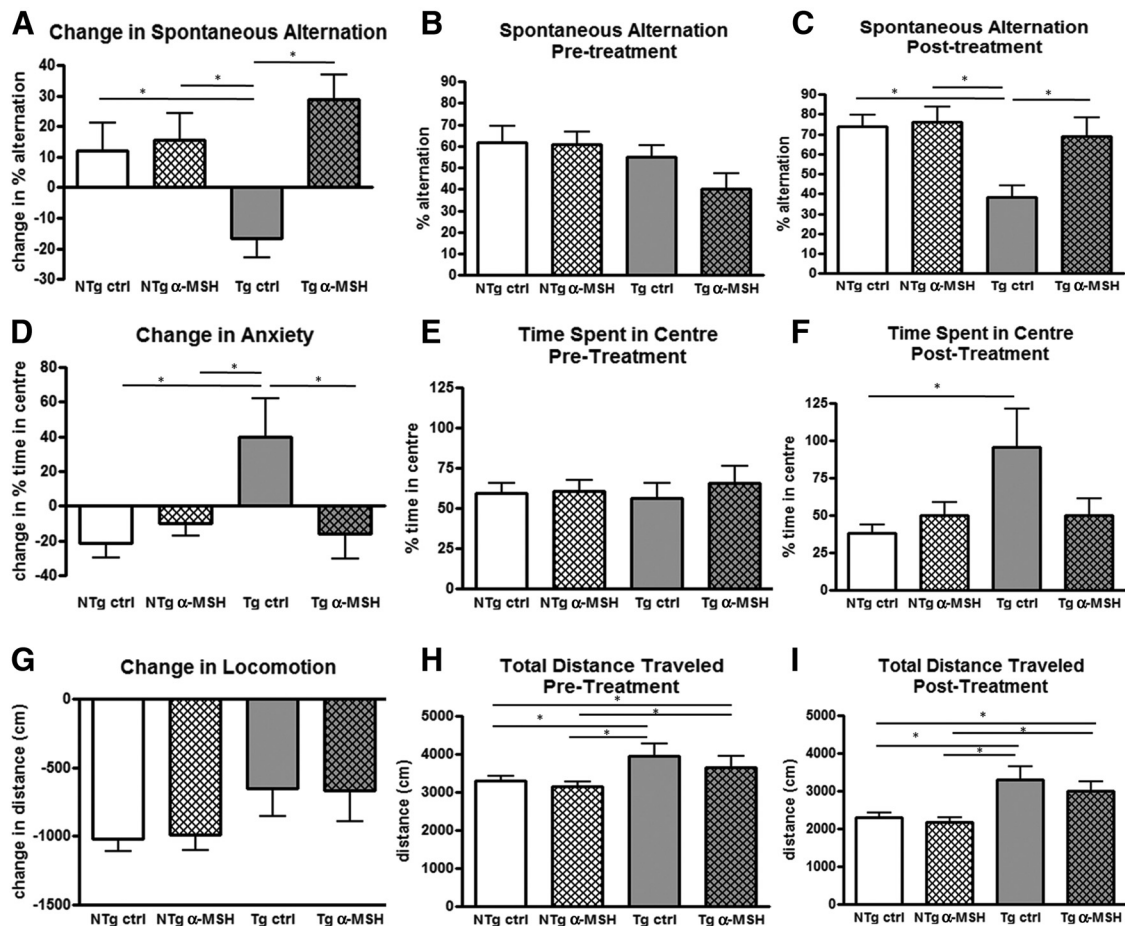 A
Change in Spontaneous Alternation
change in % alternation
40
30
20
10
0
-10
-20
-30
* * *
NTg ctrl NTg α-MSH Tg ctrl Tg α-MSH
B
Spontaneous Alternation
Pre-treatment
% alternation
90
80
70
60
50
40
30
20
10
0
NTg ctrl NTg α-MSH Tg ctrl Tg α-MSH
C
Spontaneous Alternation
Post-treatment
% alternation
90
80
70
60
50
40
30
20
10
0
* * *
NTg ctrl NTg α-MSH Tg ctrl Tg α-MSH
D
Change in Anxiety
change in % time in centre
80
60
40
20
0
-20
-40
* * *
NTg ctrl NTg α-MSH Tg ctrl Tg α-MSH
E
Time Spent in Centre
Pre-Treatment
% time in centre
125
100
75
50
25
0
NTg ctrl NTg α-MSH Tg ctrl Tg α-MSH
F
Time Spent in Centre
Post-Treatment
% time in centre
125
100
75
50
25
0
*
NTg ctrl NTg α-MSH Tg ctrl Tg α-MSH
G
Change in Locomotion
change in distance (cm)
0
-500
-1000
-1500
NTg ctrl NTg α-MSH Tg ctrl Tg α-MSH
H
Total Distance Traveled
Pre-Treatment
distance (cm)
5000
4000
3000
2000
1000
0
* * * *
NTg ctrl NTg α-MSH Tg ctrl Tg α-MSH
I
Total Distance Traveled
Post-Treatment
distance (cm)
5000
4000
3000
2000
1000
0
* * * *
NTg ctrl NTg α-MSH Tg ctrl Tg α-MSH